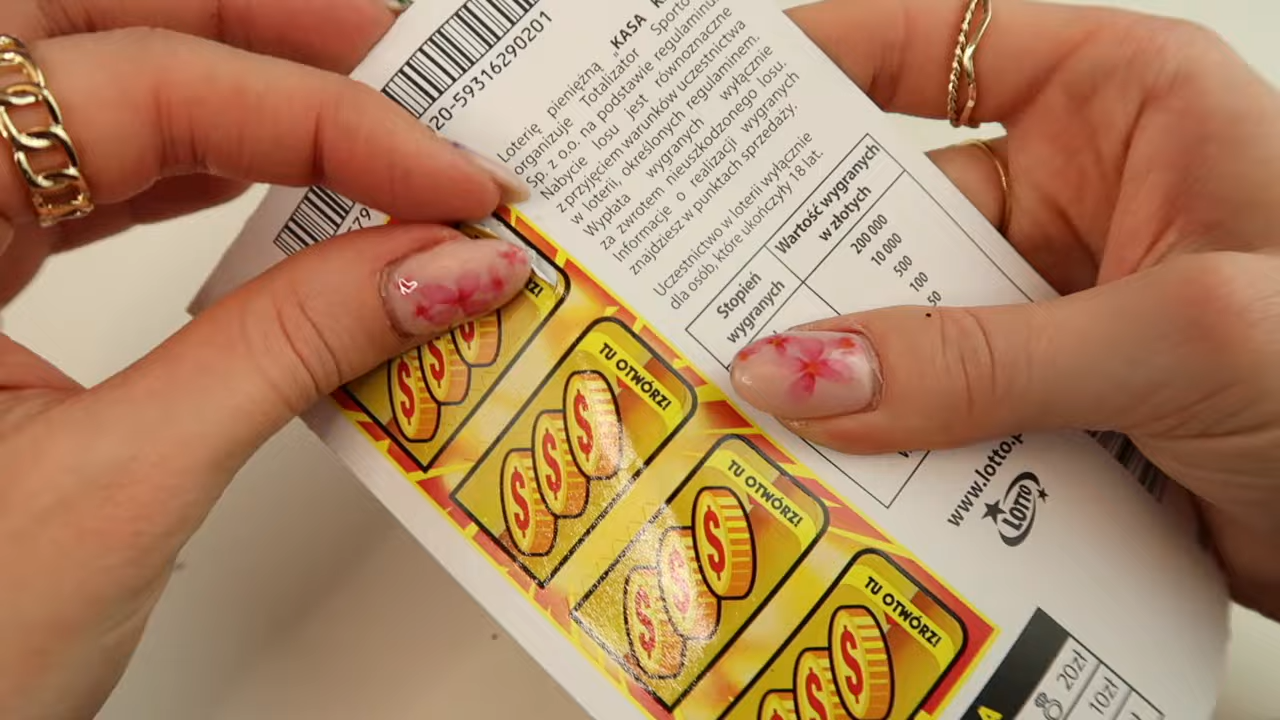 20-59316290201
79
Loterię pieniężną „KASA
organizuje Totalizator Sporto
Sp. z o.o. na podstawie regulaminu
Nabycie losu jest równoznaczne
z przyjęciem warunków uczestnictwa
w loterii, określonych regulaminem.
Wypłata wygranych wyłącznie
za zwrotem nieuszkodzonego losu.
Informacje o realizacji wygranych
znajdziesz w punktach sprzedaży.
Uczestnictwo w loterii wyłącznie
dla osób, które ukończyły 18 lat.
Stopień
wygranych
Wartość wygranych
w złotych
200 000
10 000
500
100
50
www.lotto.p
LOTTO
RZ!
$ $ $
TU OTWÓRZ!
$ $ $
TU OTWÓRZ!
$ $ $
TU OTWÓRZ!
$ $ $
20zł
10zł